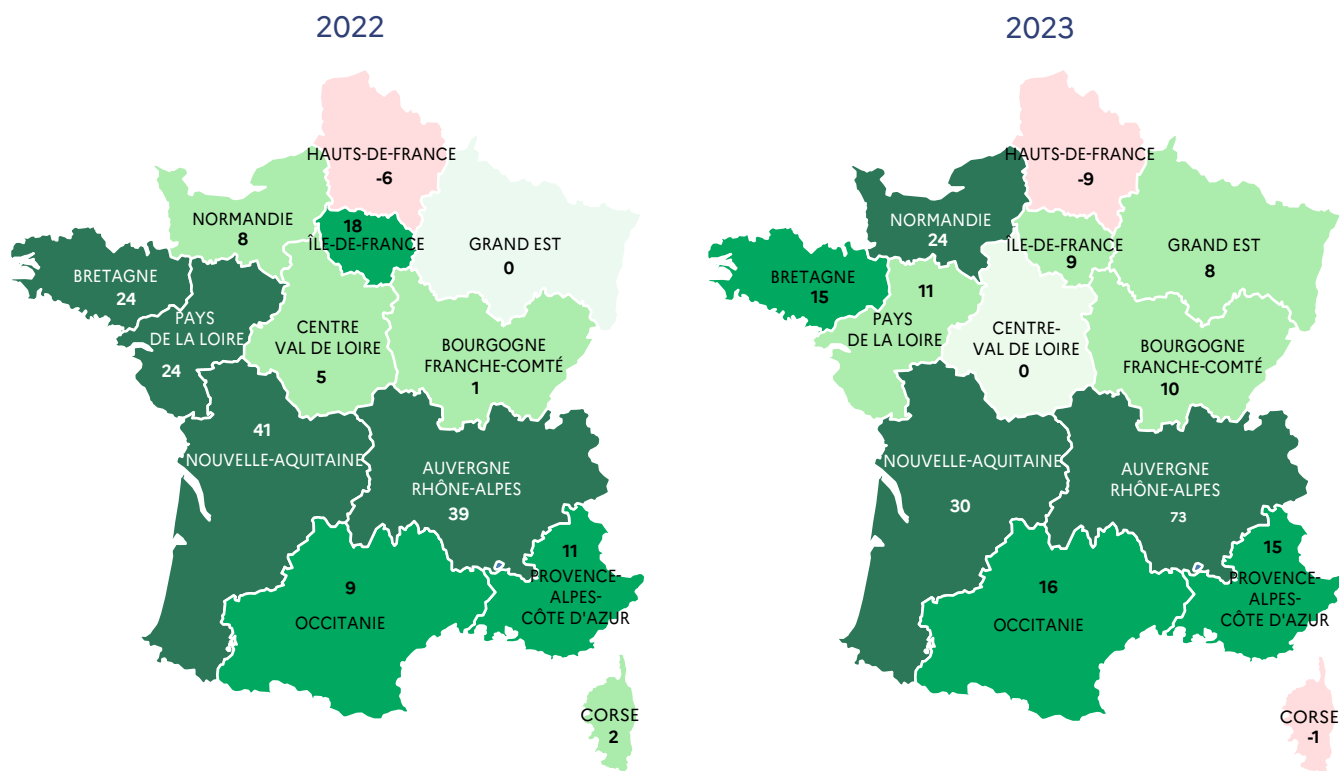 2022
HAUTS-DE-FRANCE
-6
NORMANDIE
8
18
ÎLE-DE-FRANCE
GRAND EST
0
BRETAGNE
24
PAYS
DE LA LOIRE
24
CENTRE
VAL DE LOIRE
5
BOURGOGNE
FRANCHE-COMTÉ
1
41
NOUVELLE-AQUITAINE
AUVERGNE
RHÔNE-ALPES
39
9
OCCITANIE
11
PROVENCE-
ALPES-
CÔTE D'AZUR
CORSE
2
2023
HAUTS-DE-FRANCE
-9
NORMANDIE
24
ÎLE-DE-FRANCE
9
GRAND EST
8
BRETAGNE
15
11
PAYS
DE LA LOIRE
CENTRE-
VAL DE LOIRE
0
BOURGOGNE
FRANCHE-COMTÉ
10
NOUVELLE-AQUITAINE
30
AUVERGNE
RHÔNE-ALPES
73
16
OCCITANIE
15
PROVENCE-
ALPES-
CÔTE D'AZUR
CORSE
-1